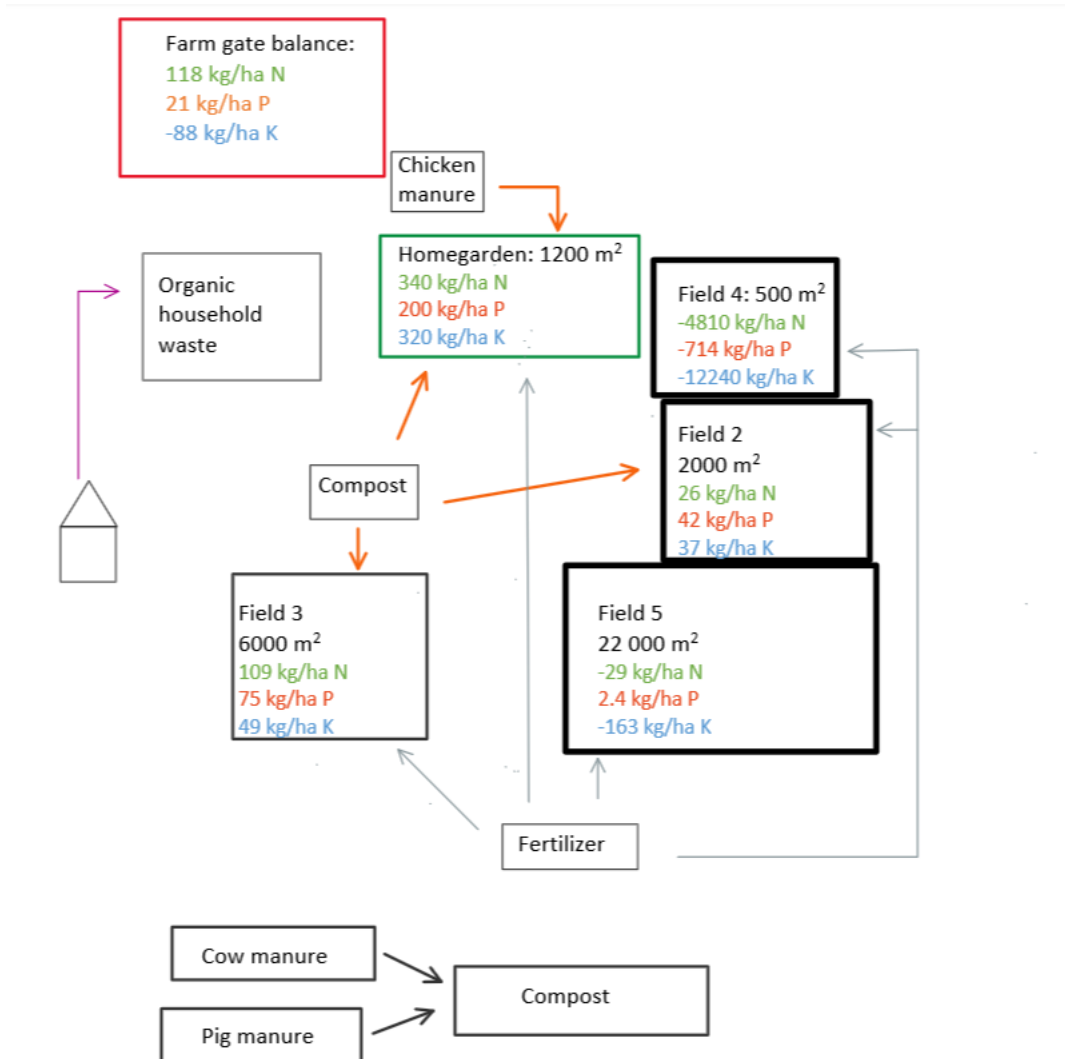 Farm gate balance:
118 kg/ha N
21 kg/ha P
-88 kg/ha K
Chicken
manure
Homegarden: 1200 m²
340 kg/ha N
200 kg/ha P
320 kg/ha K
Organic
household
waste
Field 4: 500 m²
-4810 kg/ha N
-714 kg/ha P
-12240 kg/ha K
Field 2
2000 m²
26 kg/ha N
42 kg/ha P
37 kg/ha K
Compost
Field 3
6000 m²
109 kg/ha N
75 kg/ha P
49 kg/ha K
Field 5
22 000 m²
-29 kg/ha N
2.4 kg/ha P
-163 kg/ha K
Fertilizer
Cow manure
Compost
Pig manure